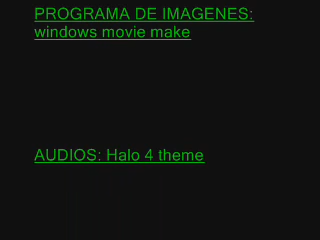 PROGRAMA DE IMAGENES:
windows movie make
AUDIOS: Halo 4 theme